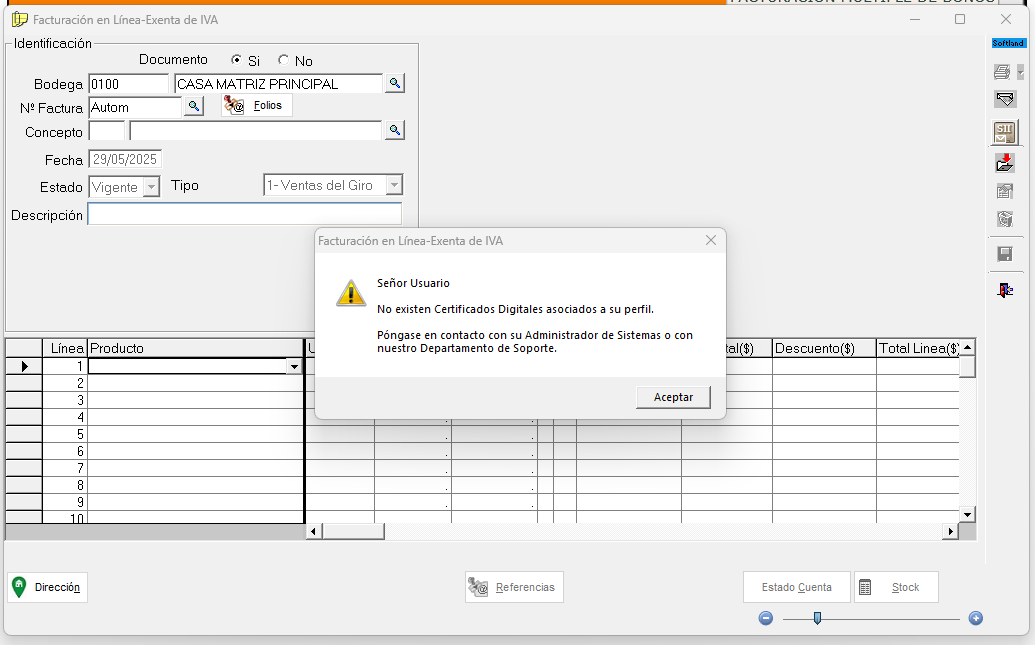 FACTURACION MULTIPLE DE BONOS
Facturación en Línea-Exenta de IVA
Softland
Identificación
Documento Si No
Bodega 0100 CASA MATRIZ PRINCIPAL
Nº Factura Autom Folios
Concepto
Fecha 29/05/2025
Estado Vigente Tipo 1- Ventas del Giro
Descripción
SII
Facturación en Línea-Exenta de IVA
Señor Usuario
No existen Certificados Digitales asociados a su perfil.
Póngase en contacto con su Administrador de Sistemas o con
nuestro Departamento de Soporte.
Aceptar
Línea Producto tal($) Descuento($) Total Linea($)
1
2
3
4
5
6
7
8
9
10
Dirección Referencias Estado Cuenta Stock